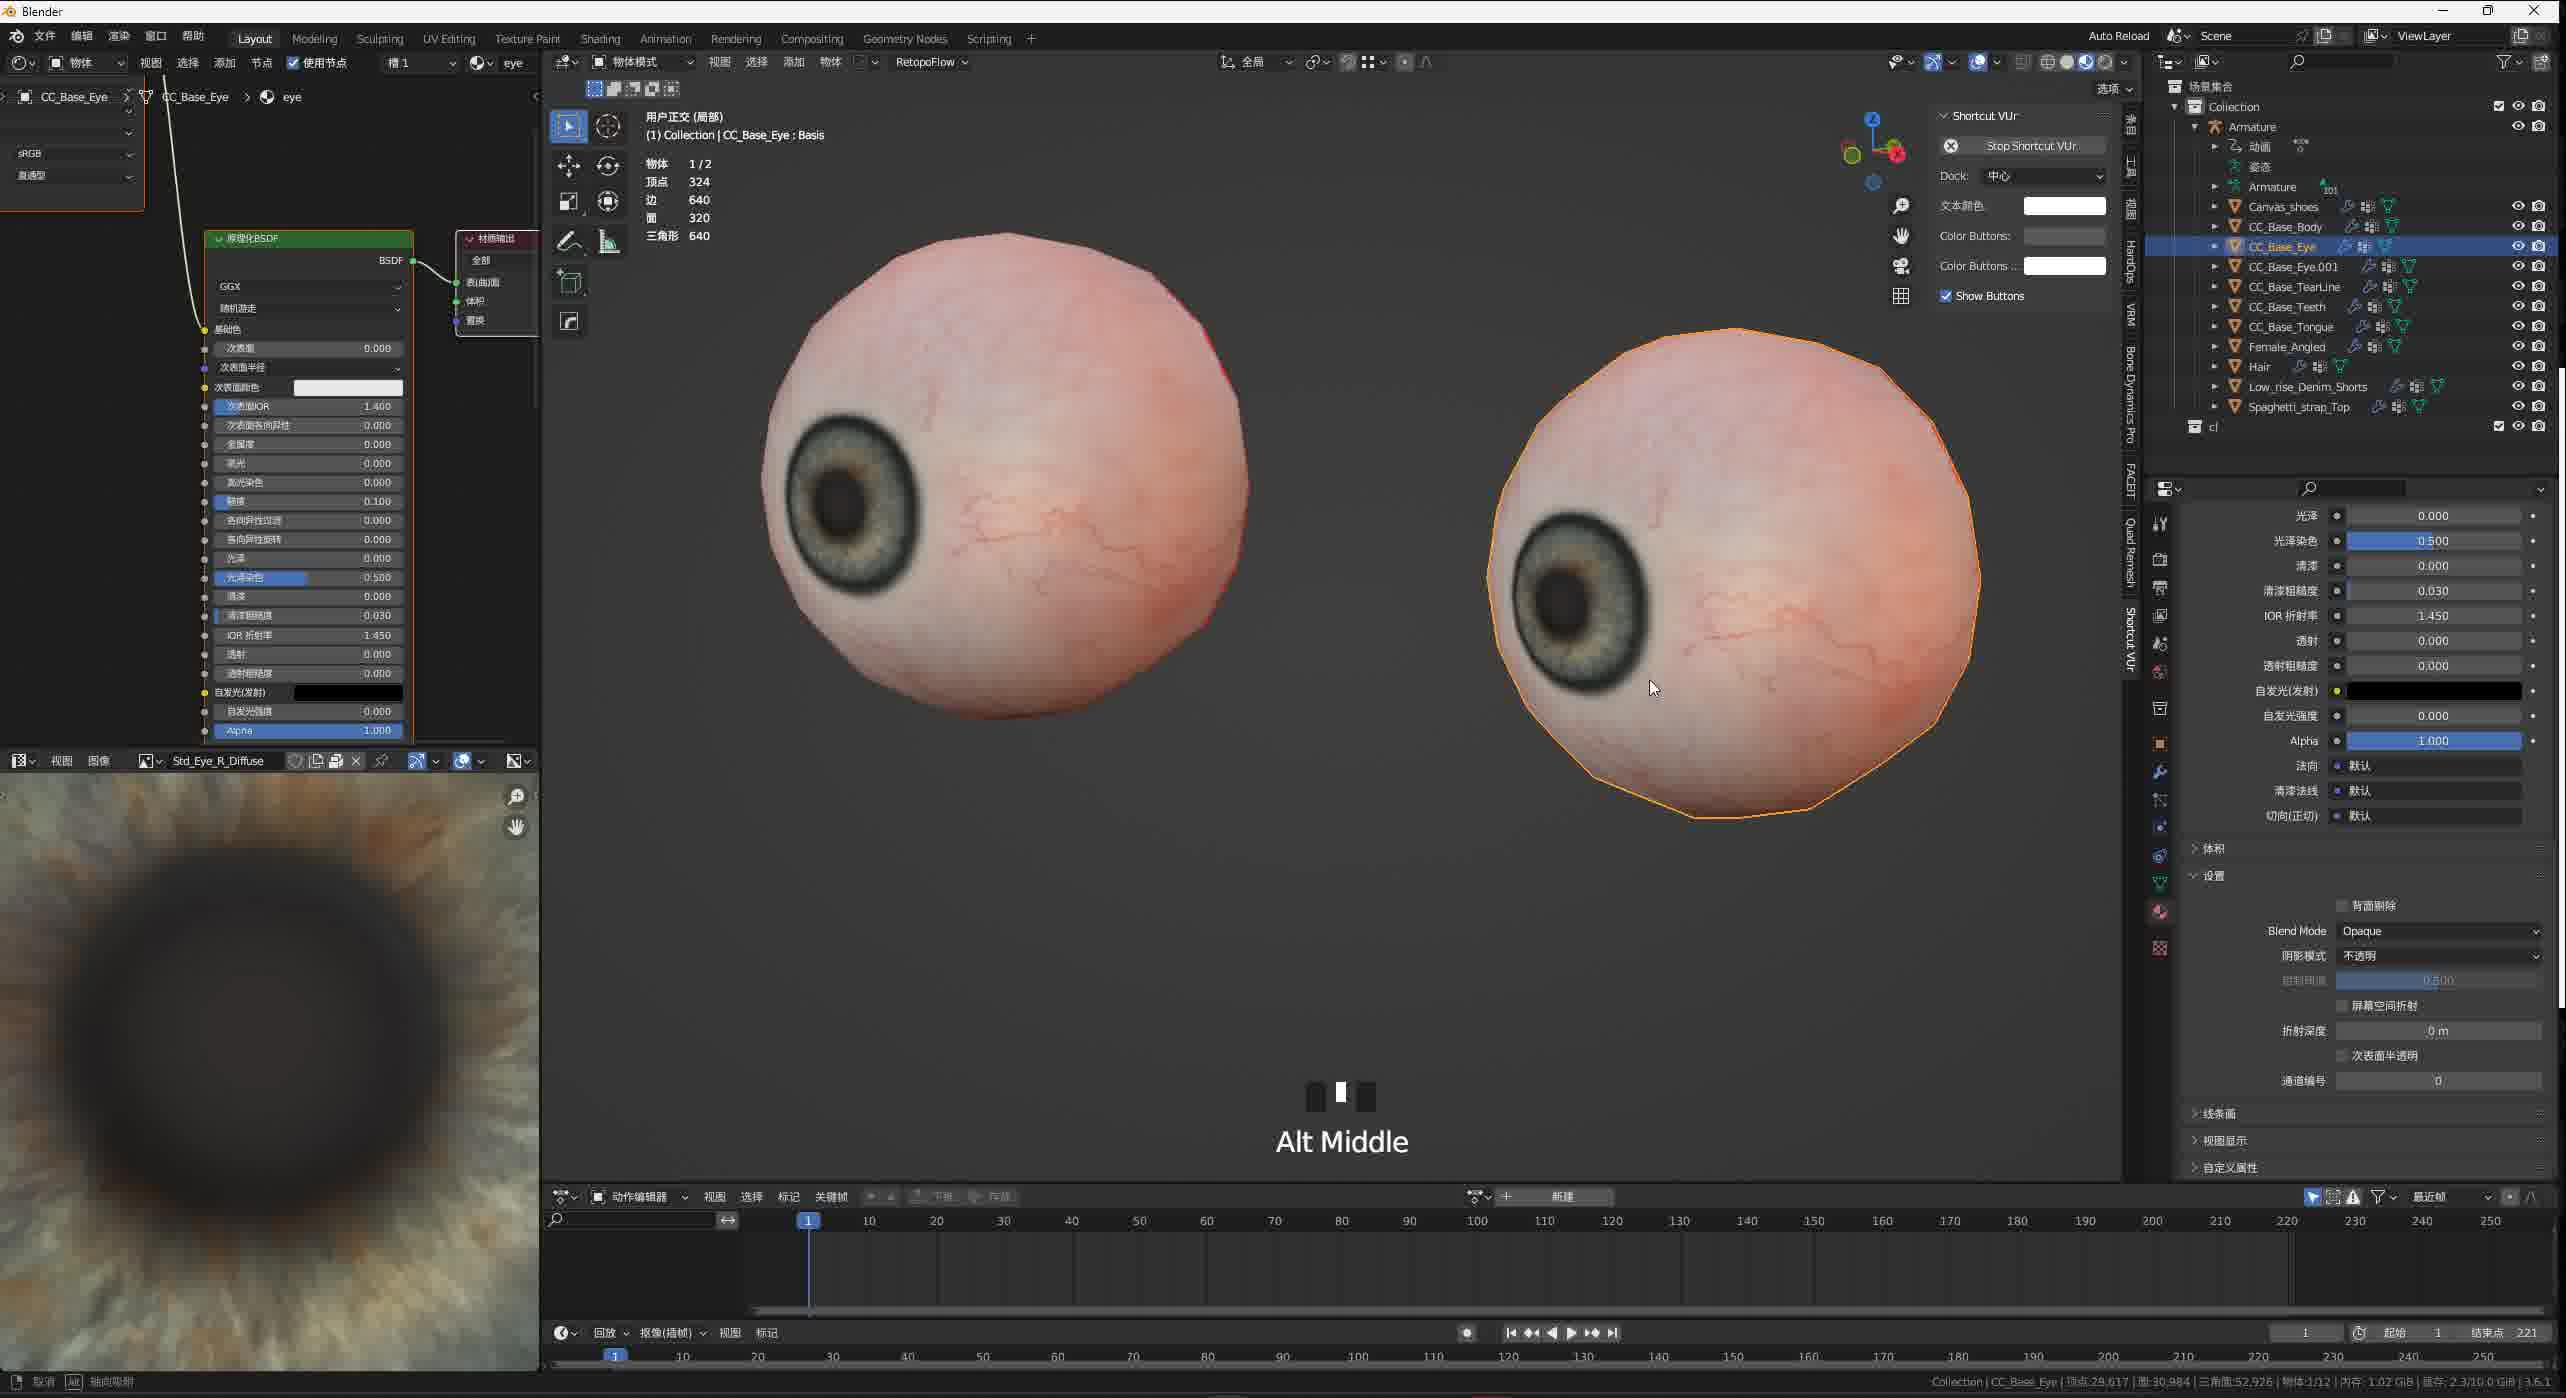 Blender
文件 编辑 渲染 窗口 帮助 Layout Modeling Sculpting UV Editing Texture Paint Shading Animation Rendering Compositing Geometry Nodes Scripting + Auto Reload Scene ViewLayer
物体 视图 选择 添加 节点 使用节点 槽 1 eye
CC_Base_Eye > CC_Base_Eye > eye
sRGB
直通型
原理化BSDF
BSDF
GGX
随机游走
基础色
次表面 0.000
次表面半径
次表面颜色
次表面IOR 1.400
次表面各向异性 0.000
金属度 0.000
高光 0.000
高光染色 0.000
糙度 0.100
各向异性过滤 0.000
各向异性旋转 0.000
光泽 0.000
光泽染色 0.500
清漆 0.000
清漆粗糙度 0.030
IOR 折射率 1.450
透射 0.000
透射粗糙度 0.000
自发光(发射)
自发光强度 0.000
Alpha 1.000
材质输出
全部
表(曲)面
体积
置换
视图 图像 Std_Eye_R_Diffuse
物体模式 视图 选择 添加 物体 RetopoFlow 全局
选项
用户正交 (局部)
(1) Collection | CC_Base_Eye : Basis
物体 1 / 2
顶点 324
边 640
面 320
三角形 640
Shortcut VUr
Stop Shortcut VUr
Dock: 中心
文本颜色
Color Buttons:
Color Buttons ...
Show Buttons
条目
工具
视图
HardOps
VRM
Bone Dynamics Pro
FACEIT
Quad Remesh
Shortcut VUr
Alt Middle
场景集合
Collection
Armature
动画
姿态
Armature 101
Canvas_shoes
CC_Base_Body
CC_Base_Eye
CC_Base_Eye.001
CC_Base_TearLine
CC_Base_Teeth
CC_Base_Tongue
Female_Angled
Hair
Low_rise_Denim_Shorts
Spaghetti_strap_Top
cl
光泽 0.000
光泽染色 0.500
清漆 0.000
清漆粗糙度 0.030
IOR 折射率 1.450
透射 0.000
透射粗糙度 0.000
自发光(发射)
自发光强度 0.000
Alpha 1.000
法向 默认
清漆法线 默认
切向(正切) 默认
体积
设置
背面剔除
Blend Mode Opaque
阴影模式 不透明
0.500
屏幕空间折射
折射深度 0 m
次表面半透明
通道编号 0
线条画
视图显示
自定义属性
动作编辑器 视图 选择 标记 关键帧 下推 存放 + 新建 最近帧
1 10 20 30 40 50 60 70 80 90 100 110 120 130 140 150 160 170 180 190 200 210 220 230 240 250
回放 抠像(插帧) 视图 标记 1 起始 1 结束点 221
1 10 20 30 40 50 60 70 80 90 100 110 120 130 140 150 160 170 180 190 200 210 220 230 240 250
取消 Alt 轴向吸附
Collection | CC_Base_Eye | 顶点:29,617 | 面:30,984 | 三角面:52,926 | 物体:1/12 | 内存: 1.02 GiB | 显存: 2.3/10.0 GiB | 3.6.1